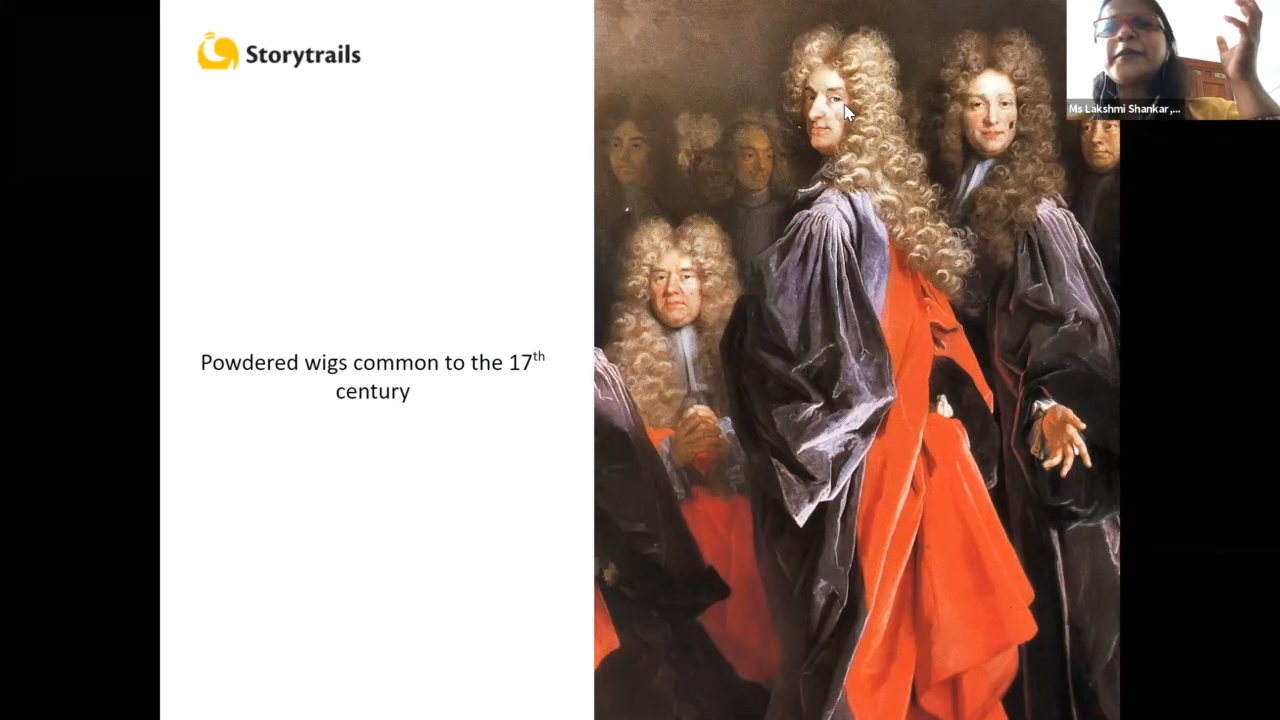 Storytrails
Powdered wigs common to the 17th
century
Ms Lakshmi Shankar,...